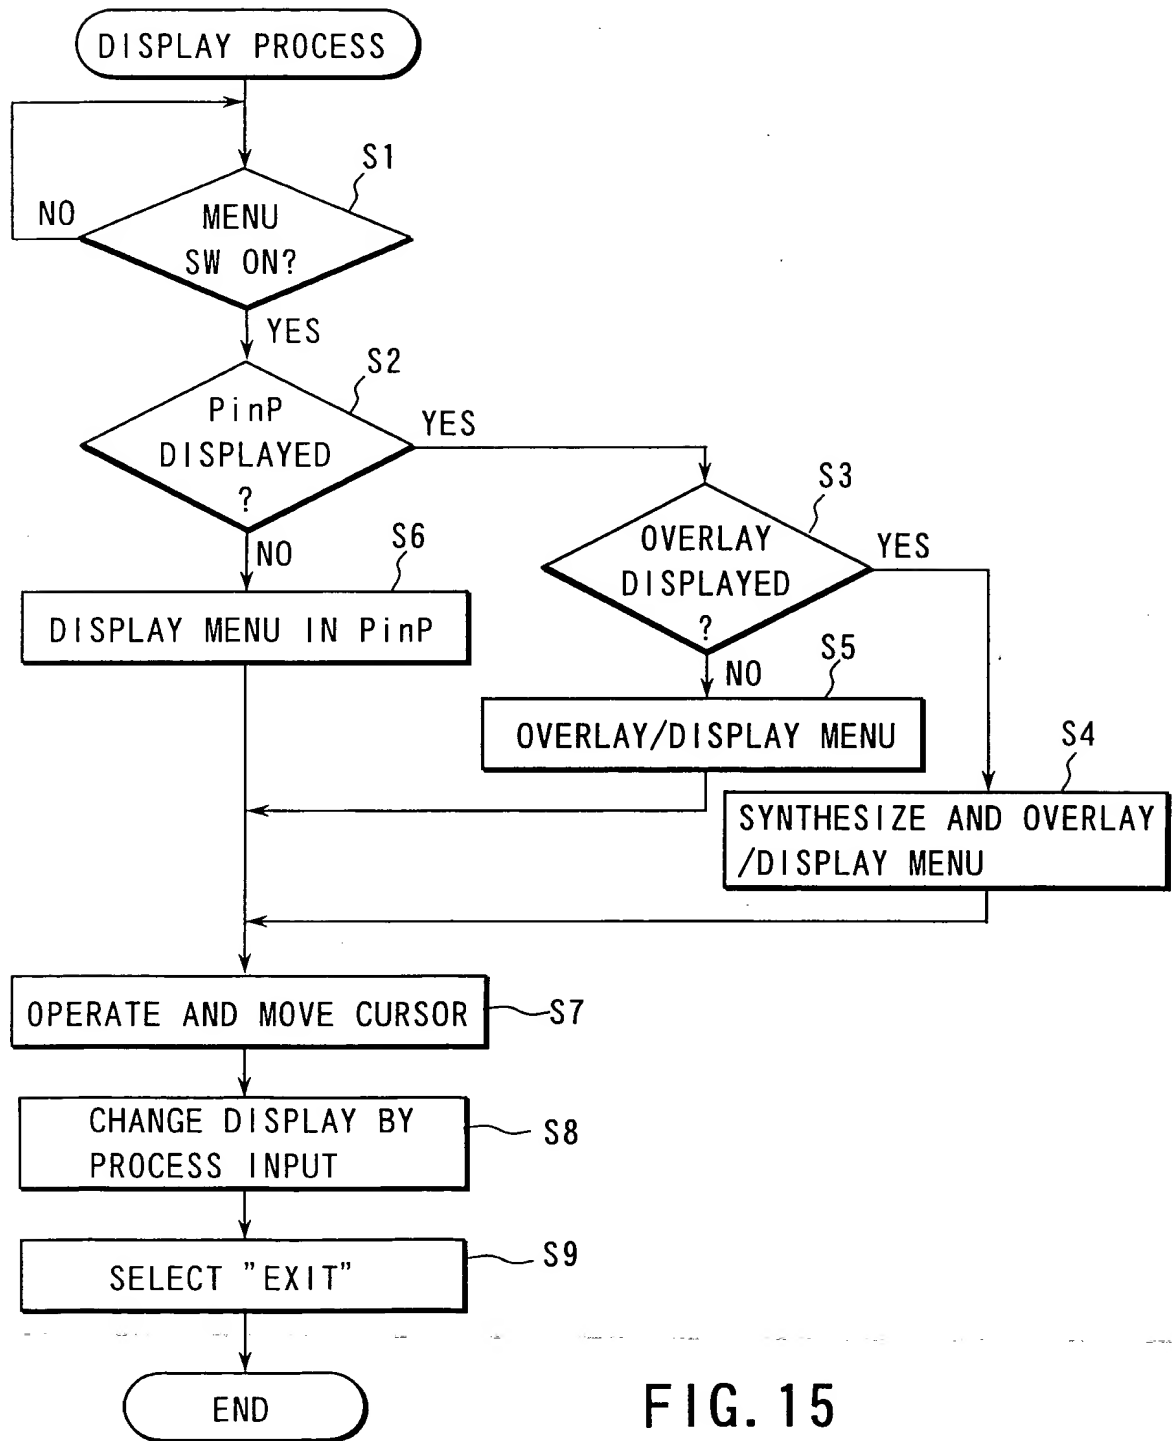 DISPLAY PROCESS
S1
NO
MENU
SW ON?
YES
S2
PinP
DISPLAYED
?
YES
S3
OVERLAY
DISPLAYED
?
YES
NO
S6
DISPLAY MENU IN PinP
NO
S5
OVERLAY/DISPLAY MENU
S4
SYNTHESIZE AND OVERLAY
/DISPLAY MENU
OPERATE AND MOVE CURSOR
S7
CHANGE DISPLAY BY
PROCESS INPUT
S8
SELECT "EXIT"
S9
END
FIG. 15